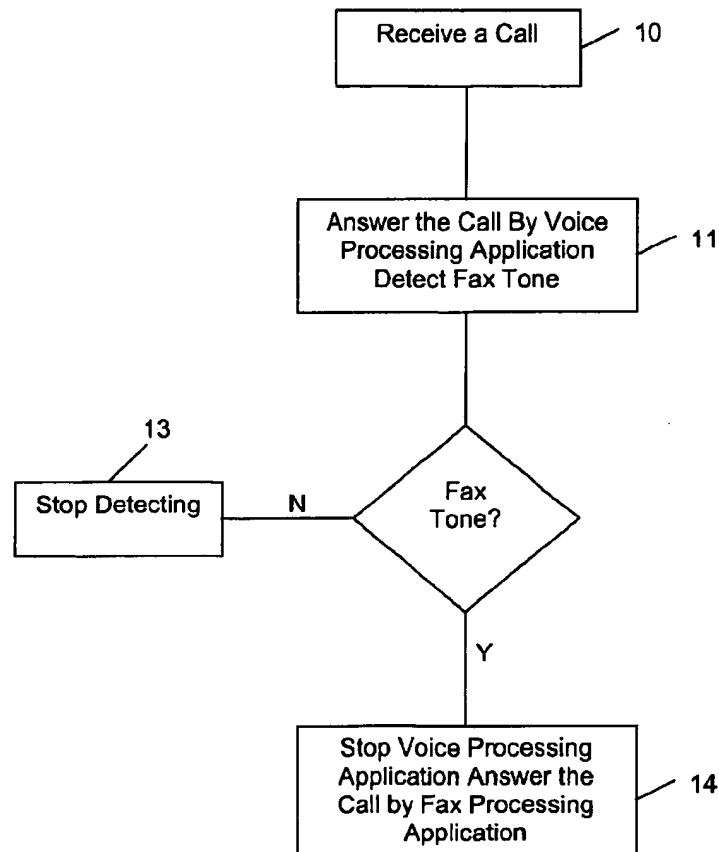 Receive a Call
10
Answer the Call By Voice
Processing Application
Detect Fax Tone
11
13
Stop Detecting
N
Fax
Tone?
Y
Stop Voice Processing
Application Answer the
Call by Fax Processing
Application
14